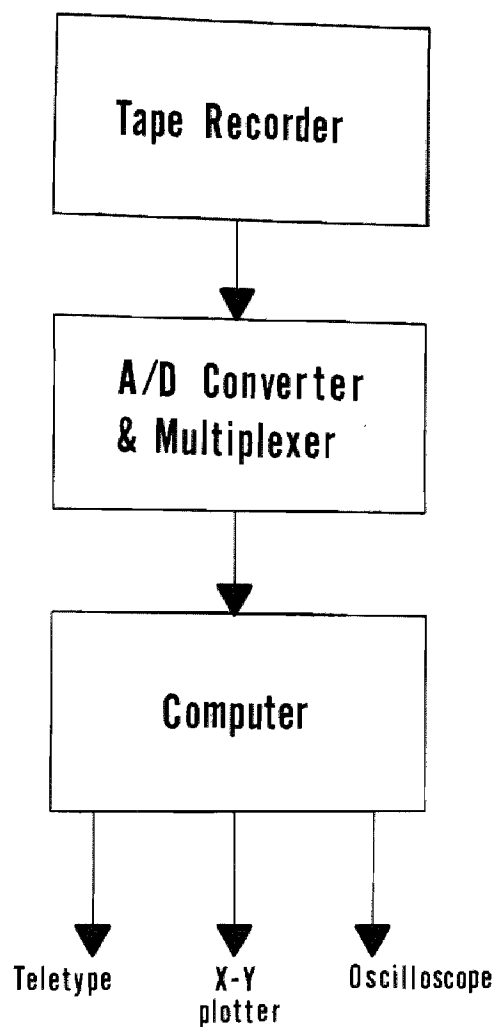 Tape Recorder
A/D Converter
& Multiplexer
Computer
Teletype
X-Y
plotter
Oscilloscope